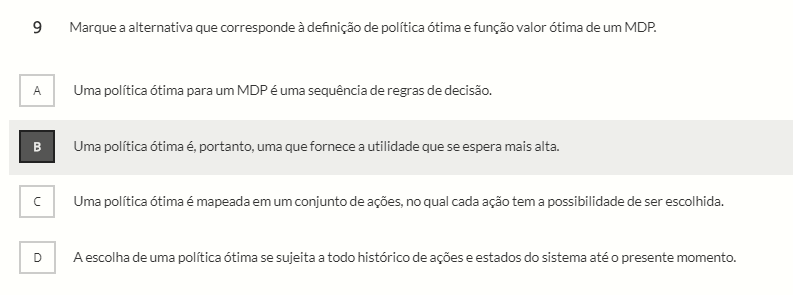 9 Marque a alternativa que corresponde à definição de política ótima e função valor ótima de um MDP.
A Uma política ótima para um MDP é uma sequência de regras de decisão.
B Uma política ótima é, portanto, uma que fornece a utilidade que se espera mais alta.
C Uma política ótima é mapeada em um conjunto de ações, no qual cada ação tem a possibilidade de ser escolhida.
D A escolha de uma política ótima se sujeita a todo histórico de ações e estados do sistema até o presente momento.